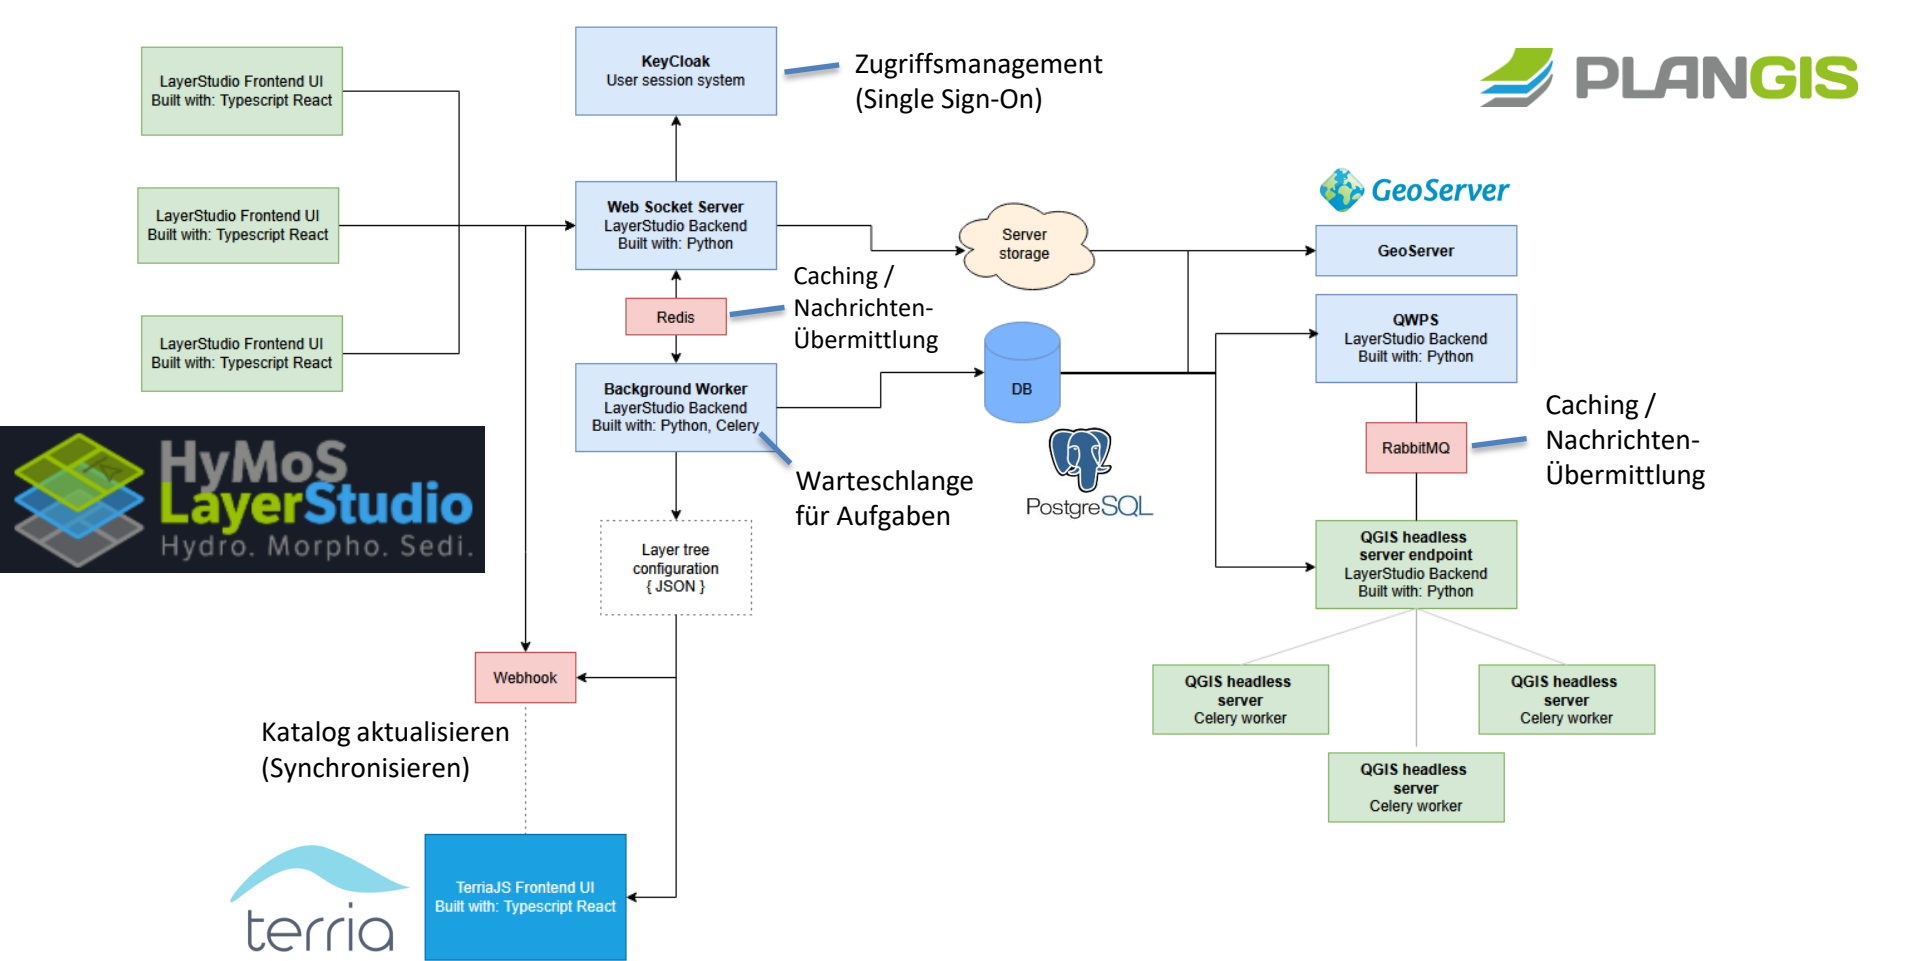 LayerStudio Frontend UI
Built with: Typescript React
KeyCloak
User session system
Zugriffsmanagement
(Single Sign-On)
PLANGIS
LayerStudio Frontend UI
Built with: Typescript React
Web Socket Server
LayerStudio Backend
Built with: Python
Server
storage
GeoServer
GeoServer
LayerStudio Frontend UI
Built with: Typescript React
Redis
Caching /
Nachrichten-
Übermittlung
QWPS
LayerStudio Backend
Built with: Python
Background Worker
LayerStudio Backend
Built with: Python, Celery
DB
PostgreSQL
Caching /
Nachrichten-
Übermittlung
RabbitMQ
HyMoS
LayerStudio
Hydro. Morpho. Sedi.
Warteschlange
für Aufgaben
Layer tree
configuration
{ JSON }
QGIS headless
server endpoint
LayerStudio Backend
Built with: Python
Webhook
QGIS headless
server
Celery worker
QGIS headless
server
Celery worker
QGIS headless
server
Celery worker
Katalog aktualisieren
(Synchronisieren)
terria
TerriaJS Frontend UI
Built with: Typescript React